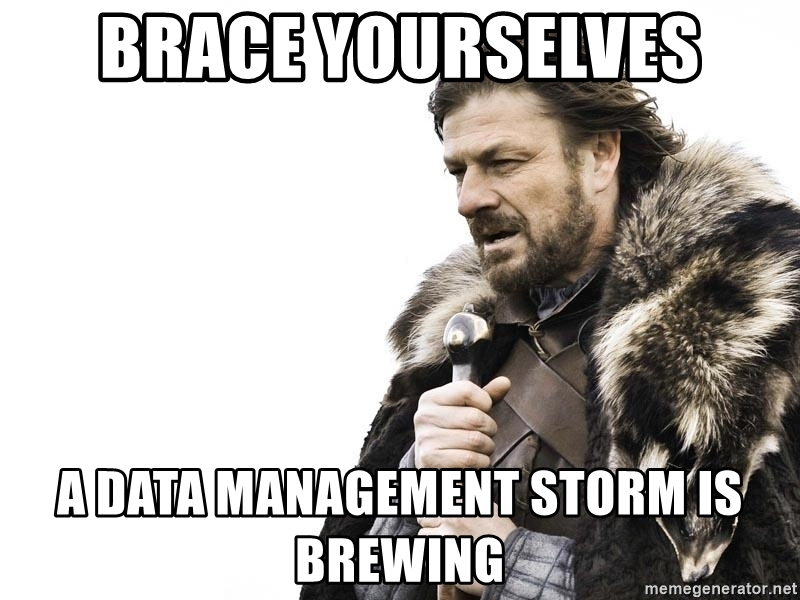 BRACE YOURSELVES
A DATA MANAGEMENT STORM IS
BREWING
memegenerator.net